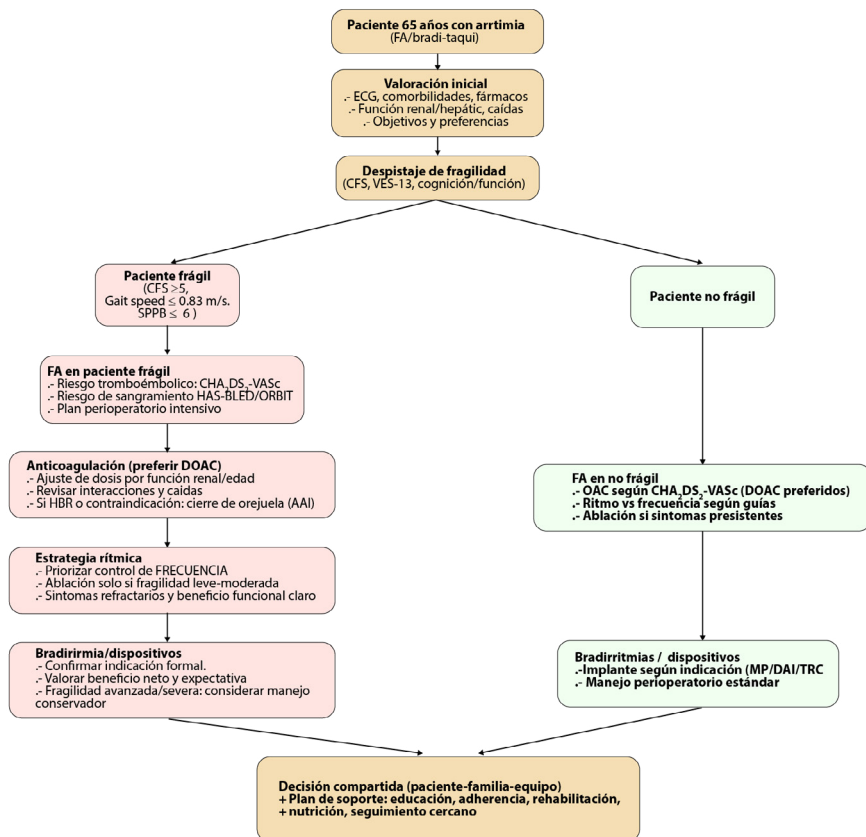 Paciente 65 años con arrtimia
(FA/bradi-taqui)
Valoración inicial
.- ECG, comorbilidades, fármacos
.- Función renal/hepátic, caídas
.- Objetivos y preferencias
Despistaje de fragilidad
(CFS, VES-13, cognición/función)
Paciente frágil
(CFS >5,
Gait speed ≤ 0.83 m/s.
SPPB ≤ 6 )
Paciente no frágil
FA en paciente frágil
.- Riesgo tromboémbolico: CHA₂DS₂-VASc
.- Riesgo de sangramiento HAS-BLED/ORBIT
.- Plan perioperatorio intensivo
Anticoagulación (preferir DOAC)
.- Ajuste de dosis por función renal/edad
.- Revisar interacciones y caídas
.- Si HBR o contraindicación: cierre de orejuela (AAI)
FA en no frágil
.- OAC según CHA₂DS₂-VASc (DOAC preferidos)
.- Ritmo vs frecuencia según guías
.- Ablación si sintomas presistentes
Estrategia rítmica
.- Priorizar control de FRECUENCIA
.- Ablación solo si fragilidad leve-moderada
.- Sintomas refractarios y beneficio funcional claro
Bradirirmia/dispositivos
.- Confirmar indicación formal.
.- Valorar beneficio neto y expectativa
.- Fragilidad avanzada/severa: considerar manejo
conservador
Bradirritmias / dispositivos
.-Implante según indicación (MP/DAI/TRC
.- Manejo perioperatorio estándar
Decisión compartida (paciente-familia-equipo)
+ Plan de soporte: educación, adherencia, rehabilitación,
+ nutrición, seguimiento cercano